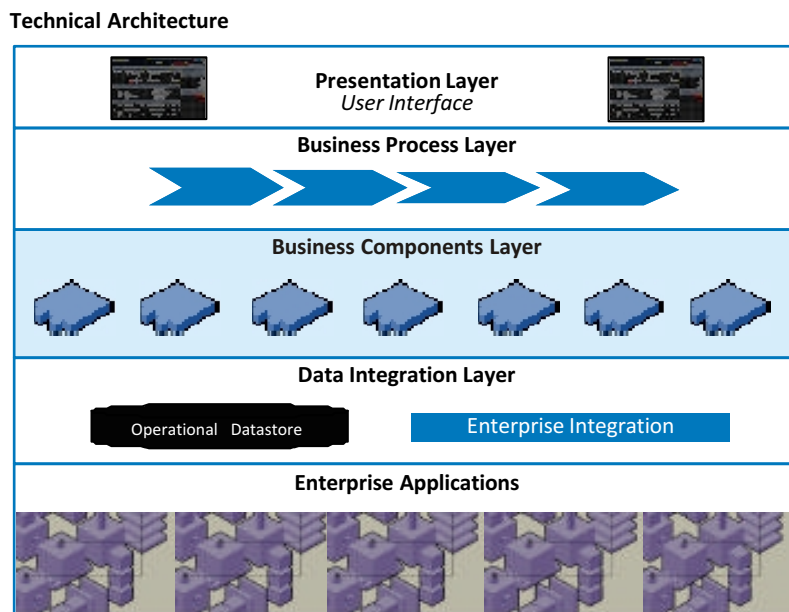 Technical Architecture
Presentation Layer
User Interface
Business Process Layer
Business Components Layer
Data Integration Layer
Operational Datastore
Enterprise Integration
Enterprise Applications